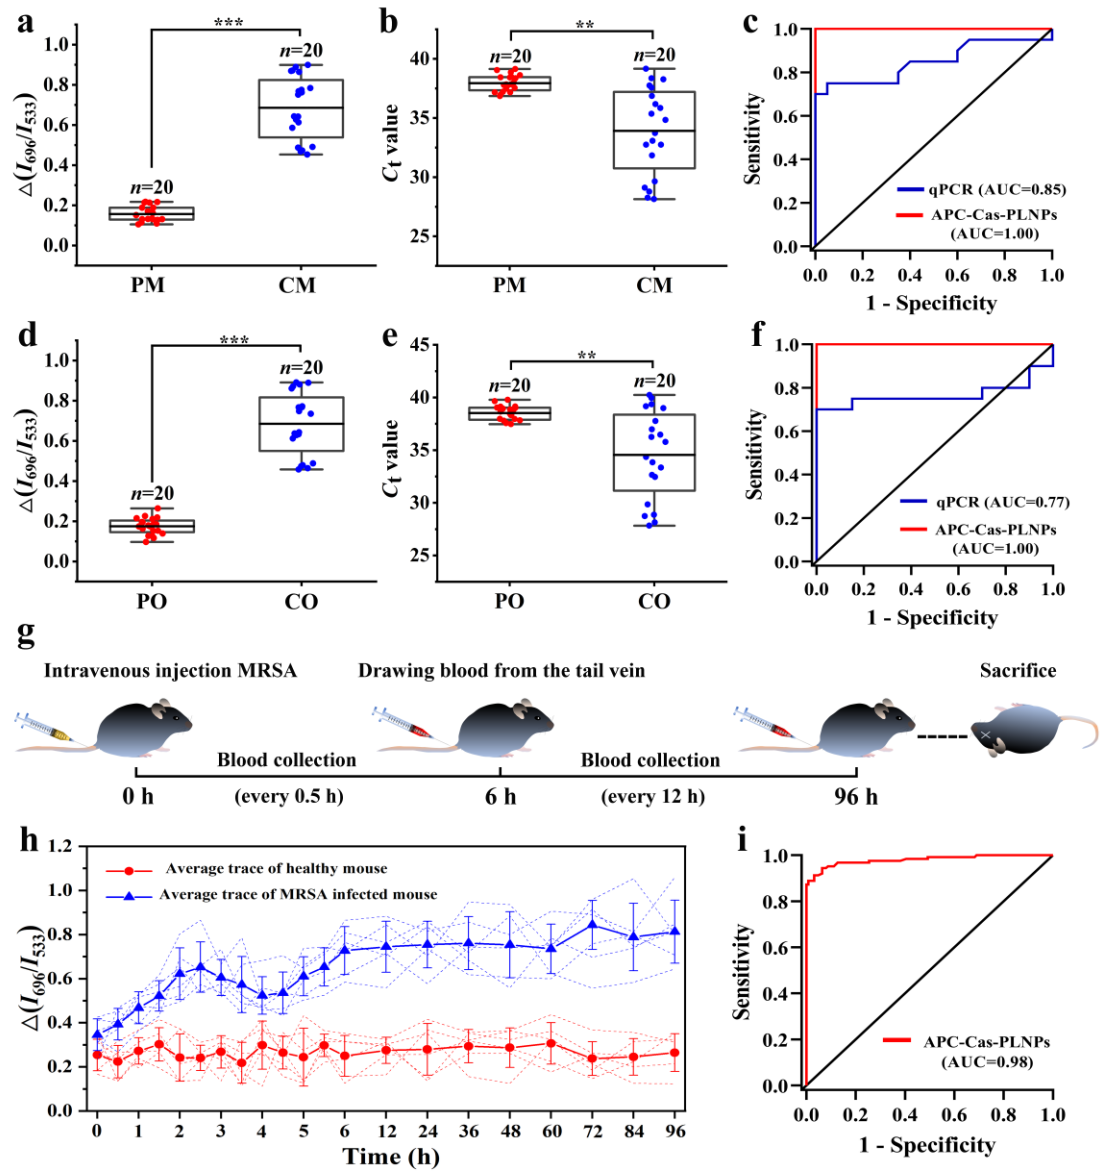 a
***
n=20
n=20
1.0
0.8
0.6
0.4
0.2
0.0
△(I₆₉₆/I₅₃₃)
PM
CM
b
**
n=20
n=20
40
35
30
25
Cₜ value
PM
CM
c
1.0
0.8
0.6
0.4
0.2
0.0
Sensitivity
qPCR (AUC=0.85)
APC-Cas-PLNPs
(AUC=1.00)
0.0 0.2 0.4 0.6 0.8 1.0
1 - Specificity
d
***
n=20
n=20
1.0
0.8
0.6
0.4
0.2
0.0
△(I₆₉₆/I₅₃₃)
PO
CO
e
**
n=20
n=20
45
40
35
30
25
Cₜ value
PO
CO
f
1.0
0.8
0.6
0.4
0.2
0.0
Sensitivity
qPCR (AUC=0.77)
APC-Cas-PLNPs
(AUC=1.00)
0.0 0.2 0.4 0.6 0.8 1.0
1 - Specificity
g
Intravenous injection MRSA
Drawing blood from the tail vein
Sacrifice
Blood collection
(every 0.5 h)
Blood collection
(every 12 h)
0 h
6 h
96 h
h
1.2
1.0
0.8
0.6
0.4
0.2
0.0
△(I₆₉₆/I₅₃₃)
Average trace of healthy mouse
Average trace of MRSA infected mouse
0 1 2 3 4 5 6 12 24 36 48 60 72 84 96
Time (h)
i
1.0
0.8
0.6
0.4
0.2
0.0
Sensitivity
APC-Cas-PLNPs
(AUC=0.98)
0.0 0.2 0.4 0.6 0.8 1.0
1 - Specificity